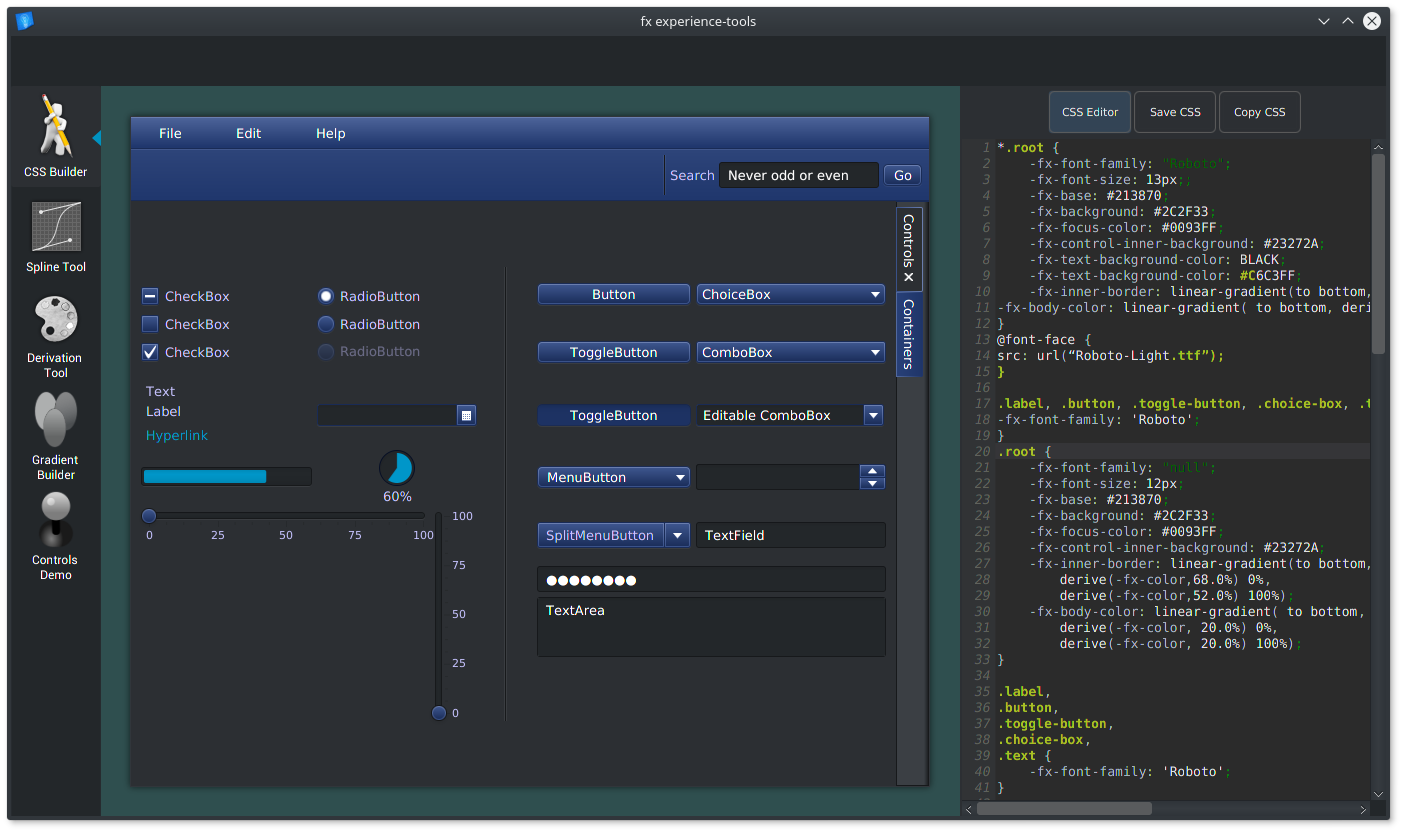 fx experience-tools
CSS Builder
Spline Tool
Derivation
Tool
Gradient
Builder
Controls
Demo
File Edit Help
Search Never odd or even Go
Controls
Containers
CheckBox RadioButton
CheckBox RadioButton
CheckBox RadioButton
Text
Label
Hyperlink
60%
0 25 50 75 100
100
75
50
25
0
Button ChoiceBox
ToggleButton ComboBox
ToggleButton Editable ComboBox
MenuButton
SplitMenuButton TextField
TextArea
CSS Editor Save CSS Copy CSS
1 *.root {
2 -fx-font-family: "Roboto";
3 -fx-font-size: 13px;;
4 -fx-base: #213870;
5 -fx-background: #2C2F33;
6 -fx-focus-color: #0093FF;
7 -fx-control-inner-background: #23272A;
8 -fx-text-background-color: BLACK;
9 -fx-text-background-color: #C6C3FF;
10 -fx-inner-border: linear-gradient(to bottom,
11 -fx-body-color: linear-gradient( to bottom, deri
12 }
13 @font-face {
14 src: url(“Roboto-Light.ttf”);
15 }
16
17 .label, .button, .toggle-button, .choice-box, .t
18 -fx-font-family: 'Roboto';
19 }
20 .root {
21 -fx-font-family: "null";
22 -fx-font-size: 12px;
23 -fx-base: #213870;
24 -fx-background: #2C2F33;
25 -fx-focus-color: #0093FF;
26 -fx-control-inner-background: #23272A;
27 -fx-inner-border: linear-gradient(to bottom,
28 derive(-fx-color,68.0%) 0%,
29 derive(-fx-color,52.0%) 100%);
30 -fx-body-color: linear-gradient( to bottom,
31 derive(-fx-color, 20.0%) 0%,
32 derive(-fx-color, 20.0%) 100%);
33 }
34
35 .label,
36 .button,
37 .toggle-button,
38 .choice-box,
39 .text {
40 -fx-font-family: 'Roboto';
41 }